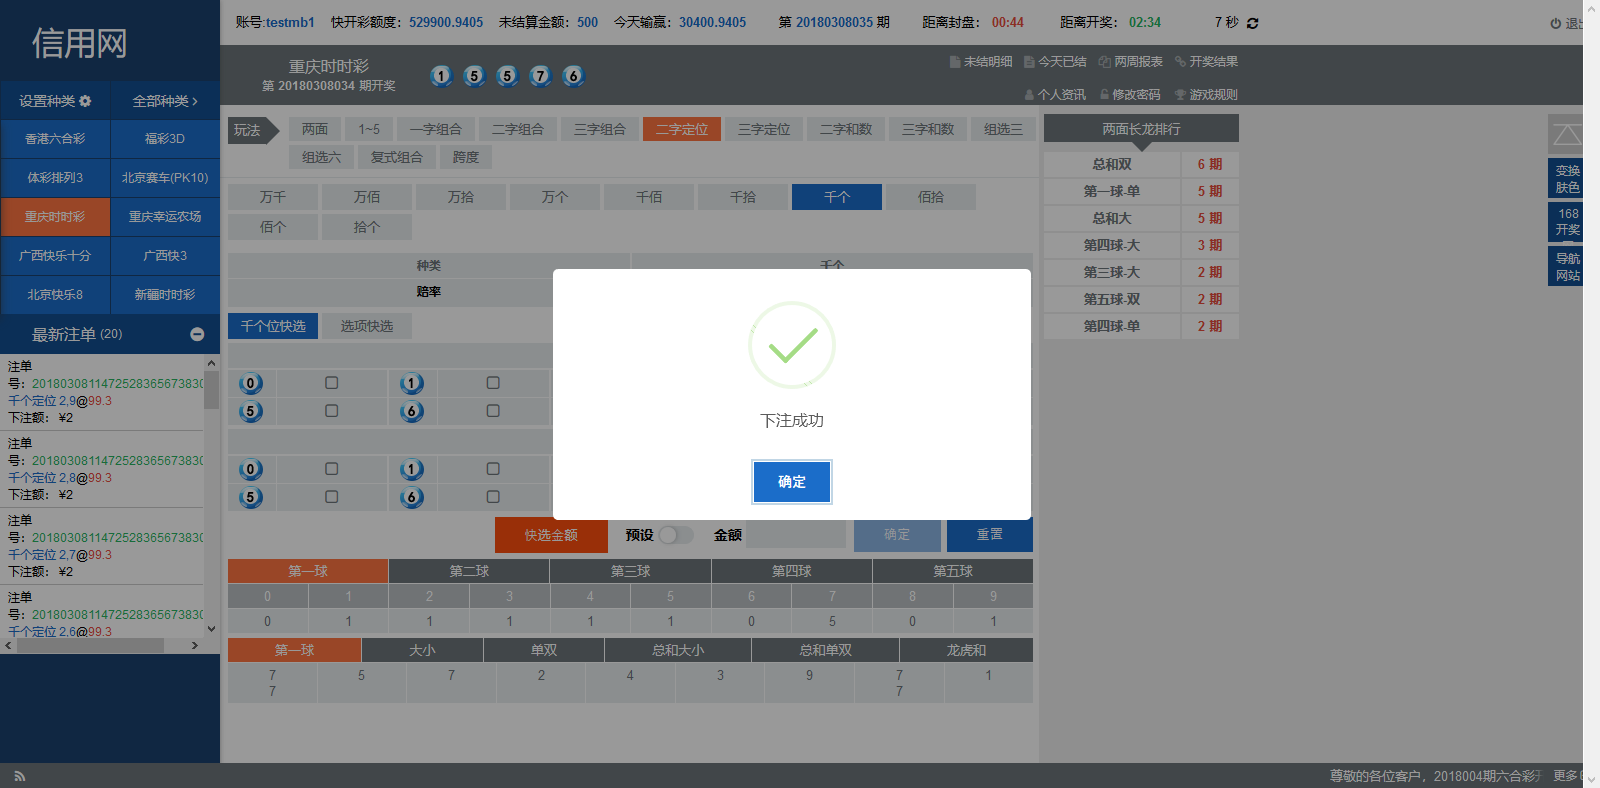 信用网
账号:testmb1 快开彩额度：529900.9405 未结算金额：500 今天输赢：30400.9405 第 20180308035 期 距离封盘：00:44 距离开奖：02:34 7 秒
重庆时时彩
第 20180308034 期开奖
1 5 5 7 6
未结明细 今天已结 两周报表 开奖结果
个人资讯 修改密码 游戏规则
设置种类 全部种类
香港六合彩 福彩3D
体彩排列3 北京赛车(PK10)
重庆时时彩 重庆幸运农场
广西快乐十分 广西快3
北京快乐8 新疆时时彩
最新注单 (20)
注单
号：2018030811472528365673830
千个定位 2,9@99.3
下注额： ¥2
注单
号：2018030811472528365673830
千个定位 2,8@99.3
下注额： ¥2
注单
号：2018030811472528365673830
千个定位 2,7@99.3
下注额： ¥2
注单
号：2018030811472528365673830
千个定位 2,6@99.3
玩法 两面 1~5 一字组合 二字组合 三字组合 二字定位 三字定位 二字和数 三字和数 组选三
组选六 复式组合 跨度
万千 万佰 万拾 万个 千佰 千拾 千个 佰拾
佰个 拾个
种类 千个
赔率
千个位快选 选项快选
0 1
5 6
0 1
5 6
下注成功
确定
快选金额 预设 金额 确定 重置
第一球 第二球 第三球 第四球 第五球
0 1 2 3 4 5 6 7 8 9
0 1 1 1 1 1 0 5 0 1
第一球 大小 单双 总和大小 总和单双 龙虎和
7 5 7 2 4 3 9 7 1
7 7
两面长龙排行
总和双 6 期
第一球-单 5 期
总和大 5 期
第四球-大 3 期
第三球-大 2 期
第五球-双 2 期
第四球-单 2 期
变换
肤色
168
开奖
导航
网站
尊敬的各位客户，2018004期六合彩 更多